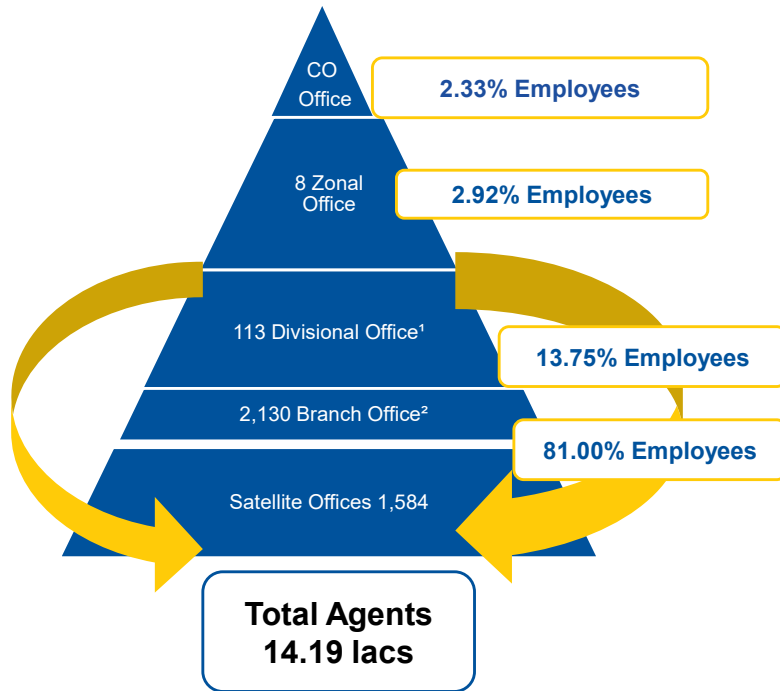 CO
Office
2.33% Employees
8 Zonal
Office
2.92% Employees
113 Divisional Office¹
13.75% Employees
2,130 Branch Office²
81.00% Employees
Satellite Offices 1,584
Total Agents
14.19 lacs